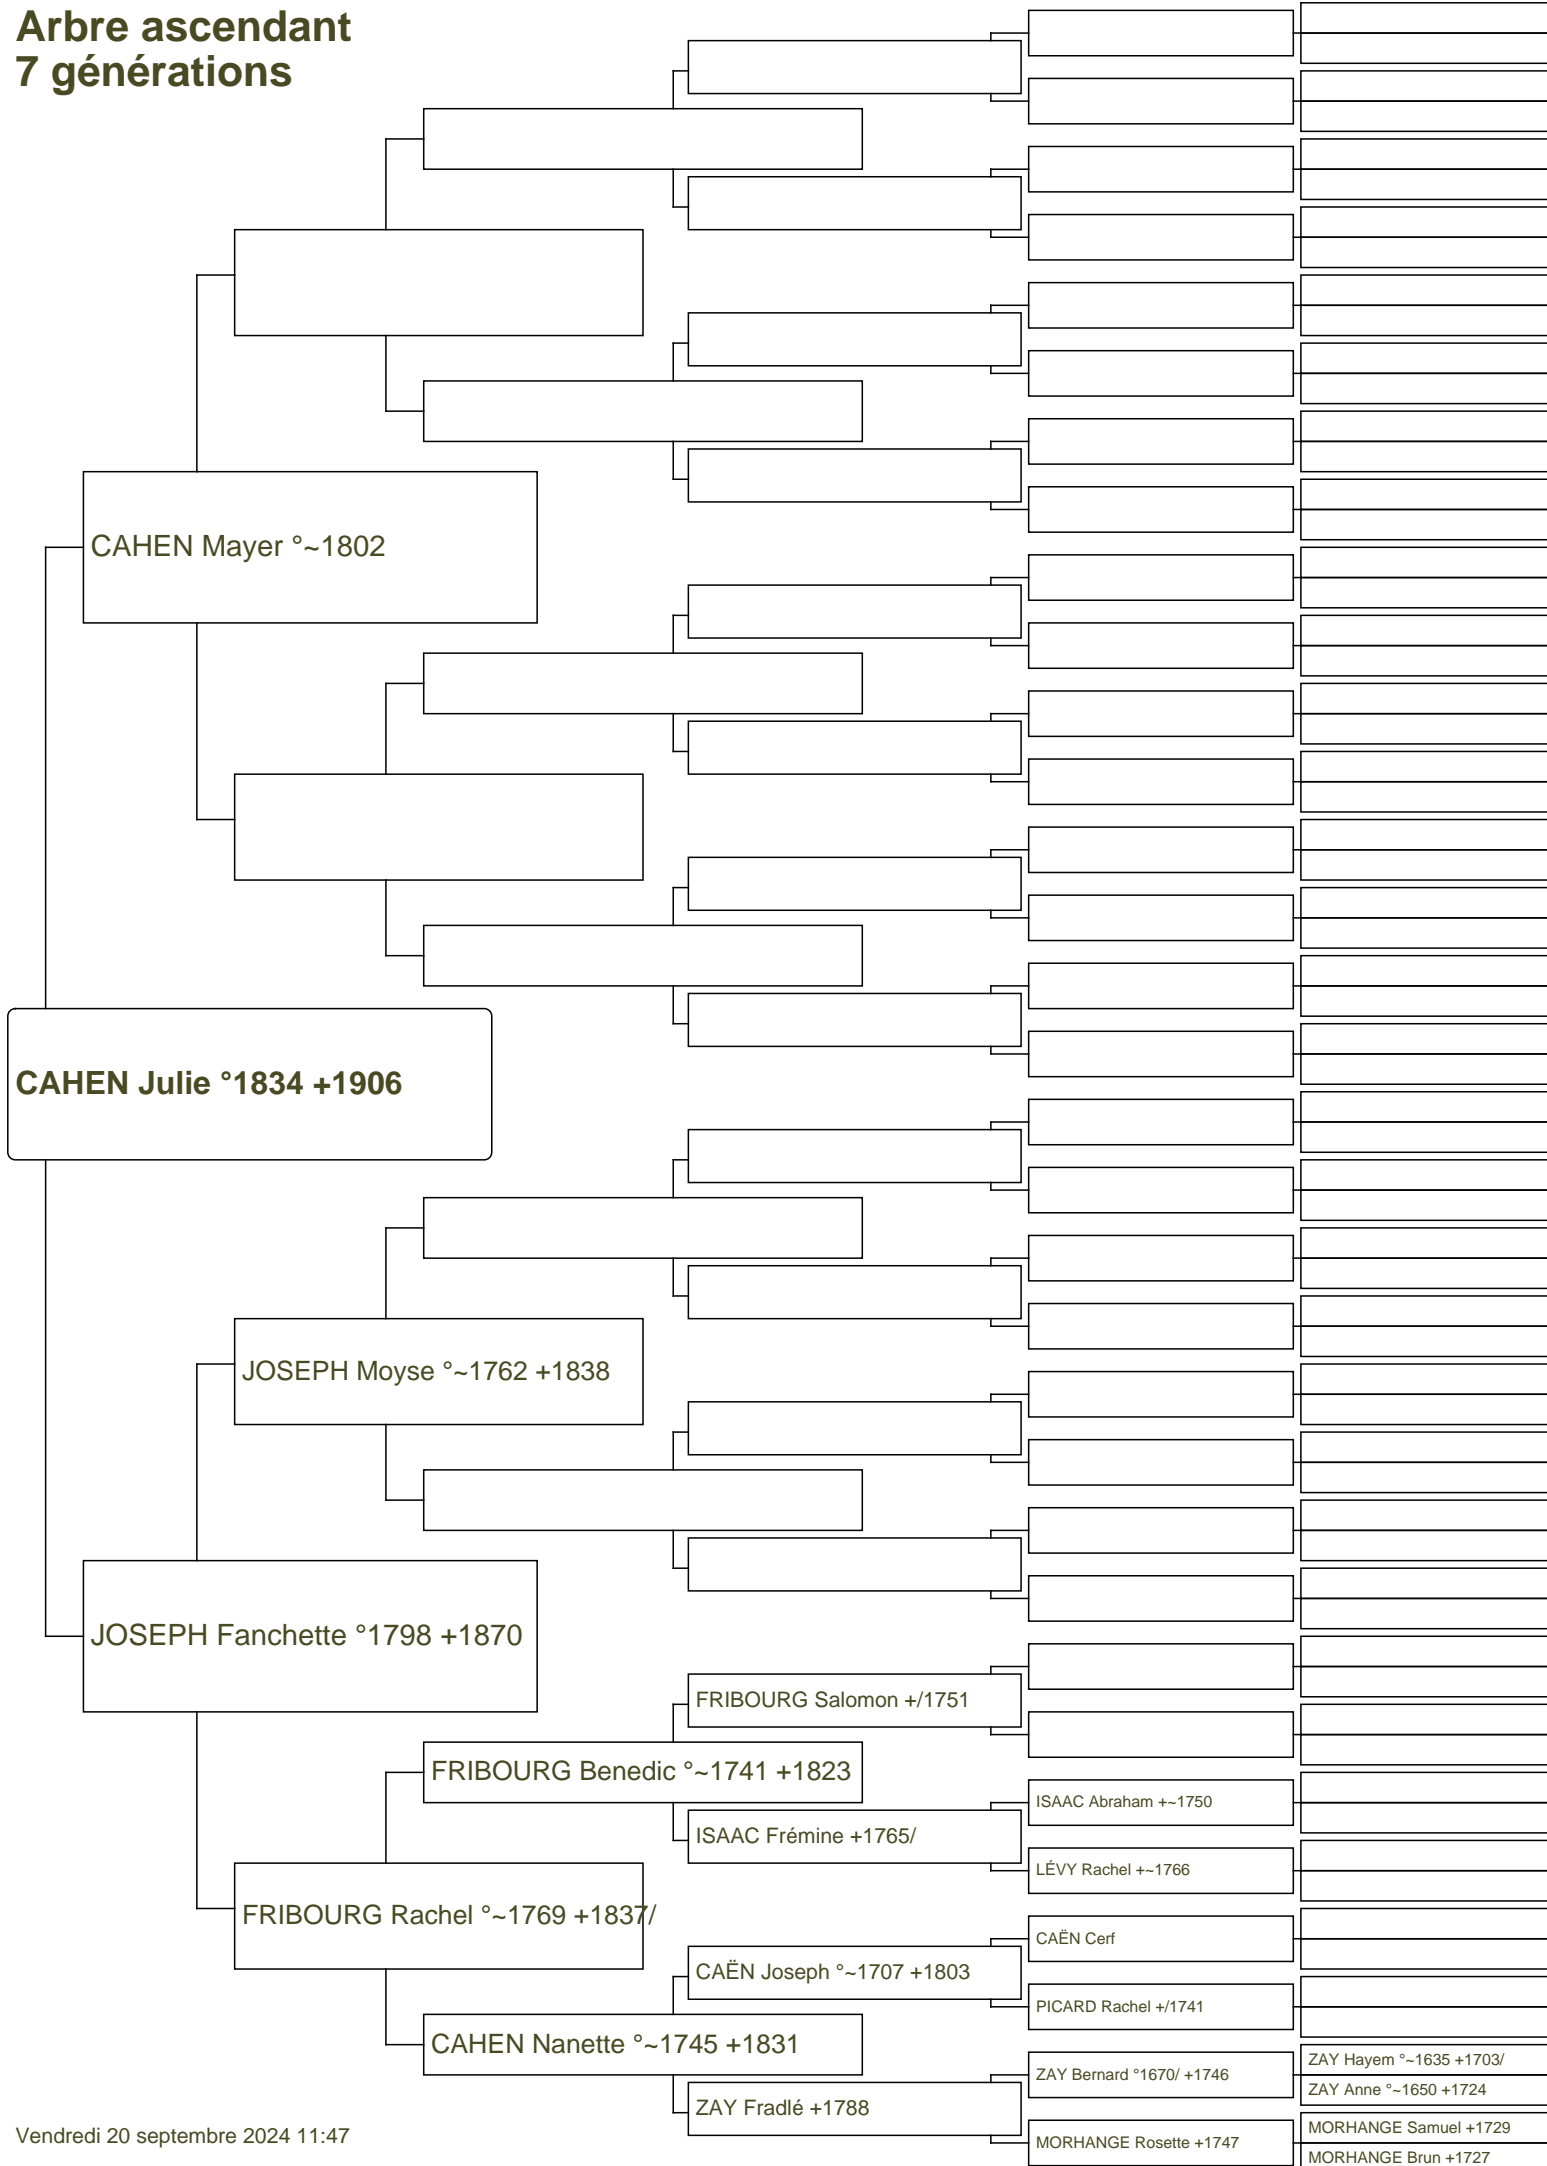 Arbre ascendant
7 générations
CAHEN Mayer °~1802
CAHEN Julie °1834 +1906
JOSEPH Moyse °~1762 +1838
JOSEPH Fanchette °1798 +1870
FRIBOURG Salomon +/1751
FRIBOURG Benedic °~1741 +1823
ISAAC Abraham +~1750
ISAAC Frémine +1765/
LÉVY Rachel +~1766
FRIBOURG Rachel °~1769 +1837/
CAËN Cerf
CAËN Joseph °~1707 +1803
PICARD Rachel +/1741
CAHEN Nanette °~1745 +1831
ZAY Hayem °~1635 +1703/
ZAY Bernard °1670/ +1746
ZAY Anne °~1650 +1724
ZAY Fradlé +1788
MORHANGE Samuel +1729
MORHANGE Rosette +1747
MORHANGE Brun +1727
Vendredi 20 septembre 2024 11:47